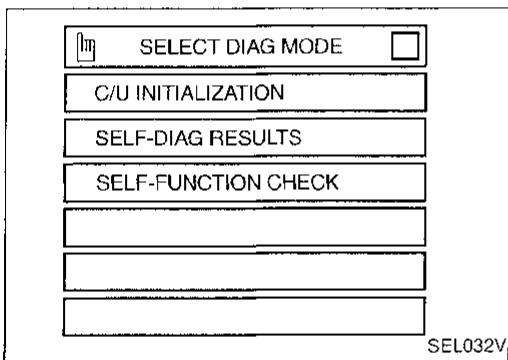 SELECT DIAG MODE
C/U INITIALIZATION
SELF-DIAG RESULTS
SELF-FUNCTION CHECK
SEL032V